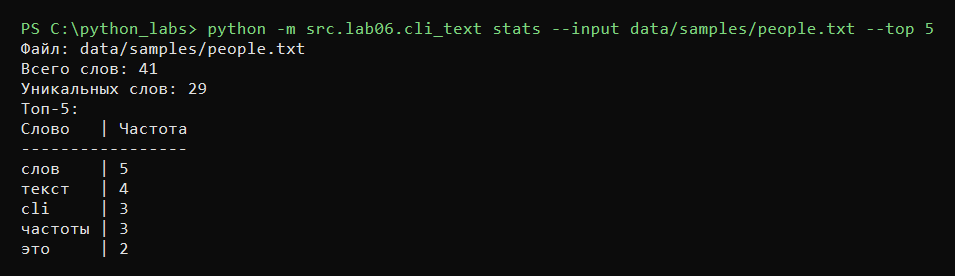 PS C:\python_labs> python -m src.lab06.cli_text stats --input data/samples/people.txt --top 5
Файл: data/samples/people.txt
Всего слов: 41
Уникальных слов: 29
Топ-5:
Слово   | Частота
-----------------
слов    | 5
текст   | 4
cli     | 3
частоты | 3
это     | 2